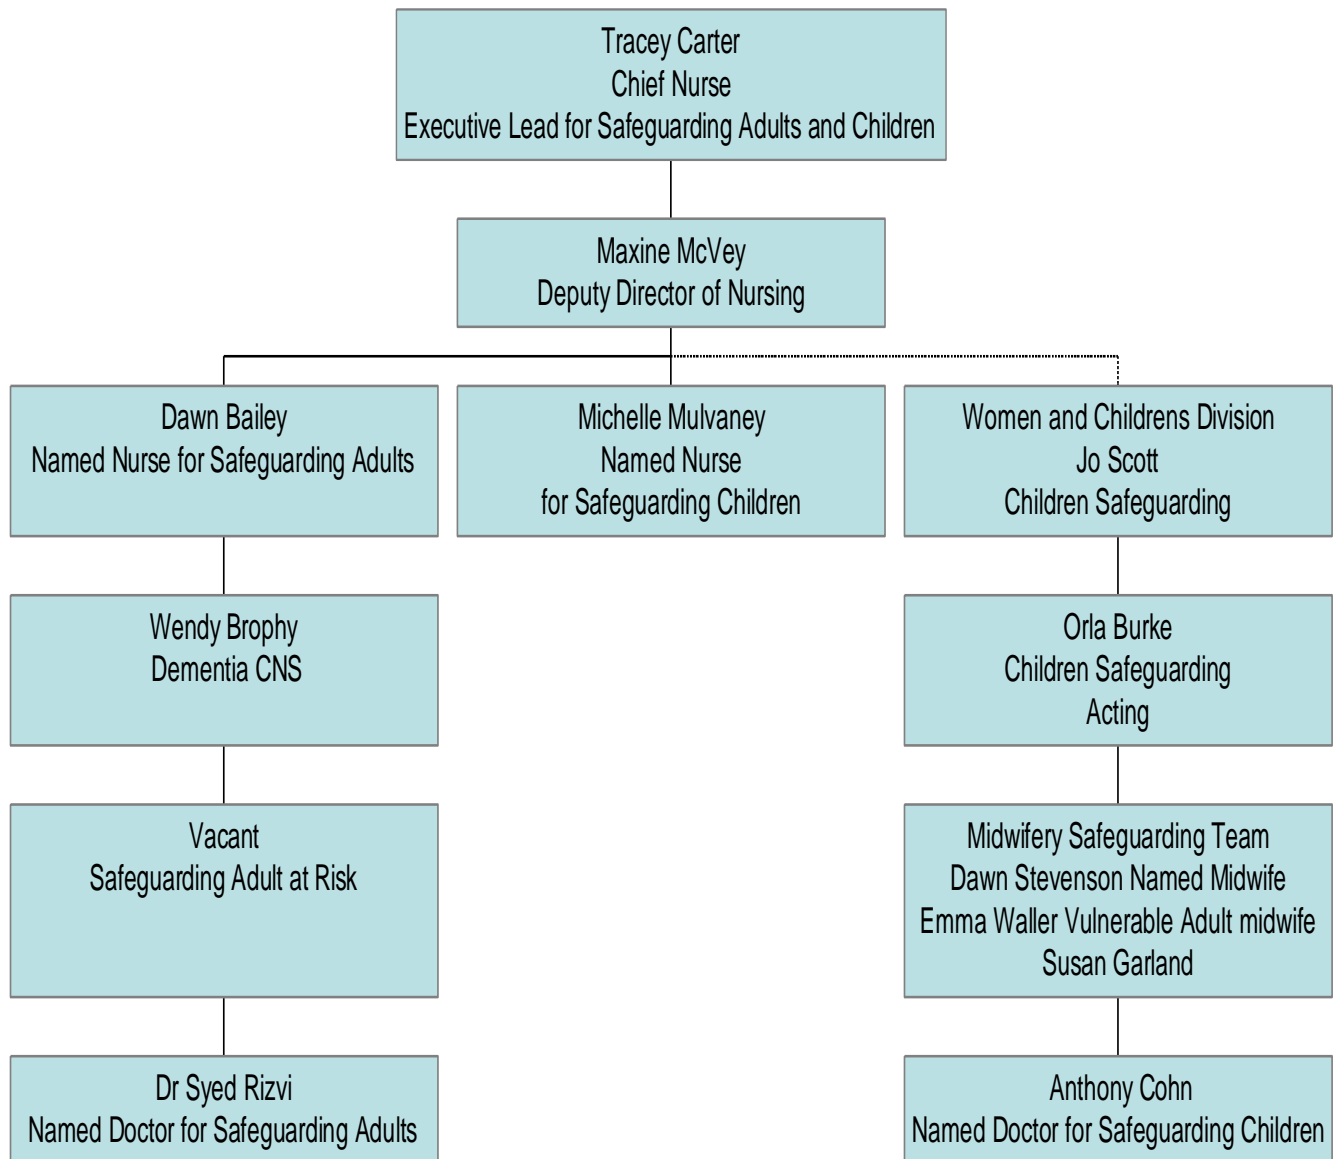 Tracey Carter
Chief Nurse
Executive Lead for Safeguarding Adults and Children
Maxine McVey
Deputy Director of Nursing
Dawn Bailey
Named Nurse for Safeguarding Adults
Michelle Mulvaney
Named Nurse
for Safeguarding Children
Women and Childrens Division
Jo Scott
Children Safeguarding
Wendy Brophy
Dementia CNS
Orla Burke
Children Safeguarding
Acting
Vacant
Safeguarding Adult at Risk
Midwifery Safeguarding Team
Dawn Stevenson Named Midwife
Emma Waller Vulnerable Adult midwife
Susan Garland
Dr Syed Rizvi
Named Doctor for Safeguarding Adults
Anthony Cohn
Named Doctor for Safeguarding Children